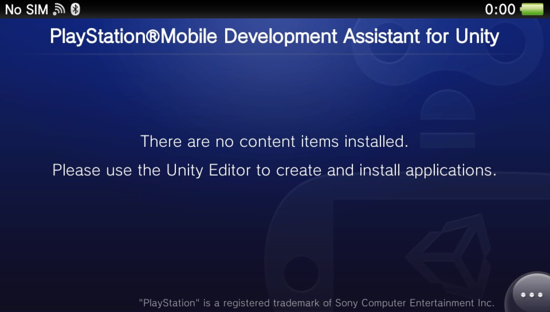 No SIM 0:00
PlayStation®Mobile Development Assistant for Unity
There are no content items installed.
Please use the Unity Editor to create and install applications.
"PlayStation" is a registered trademark of Sony Computer Entertainment Inc.